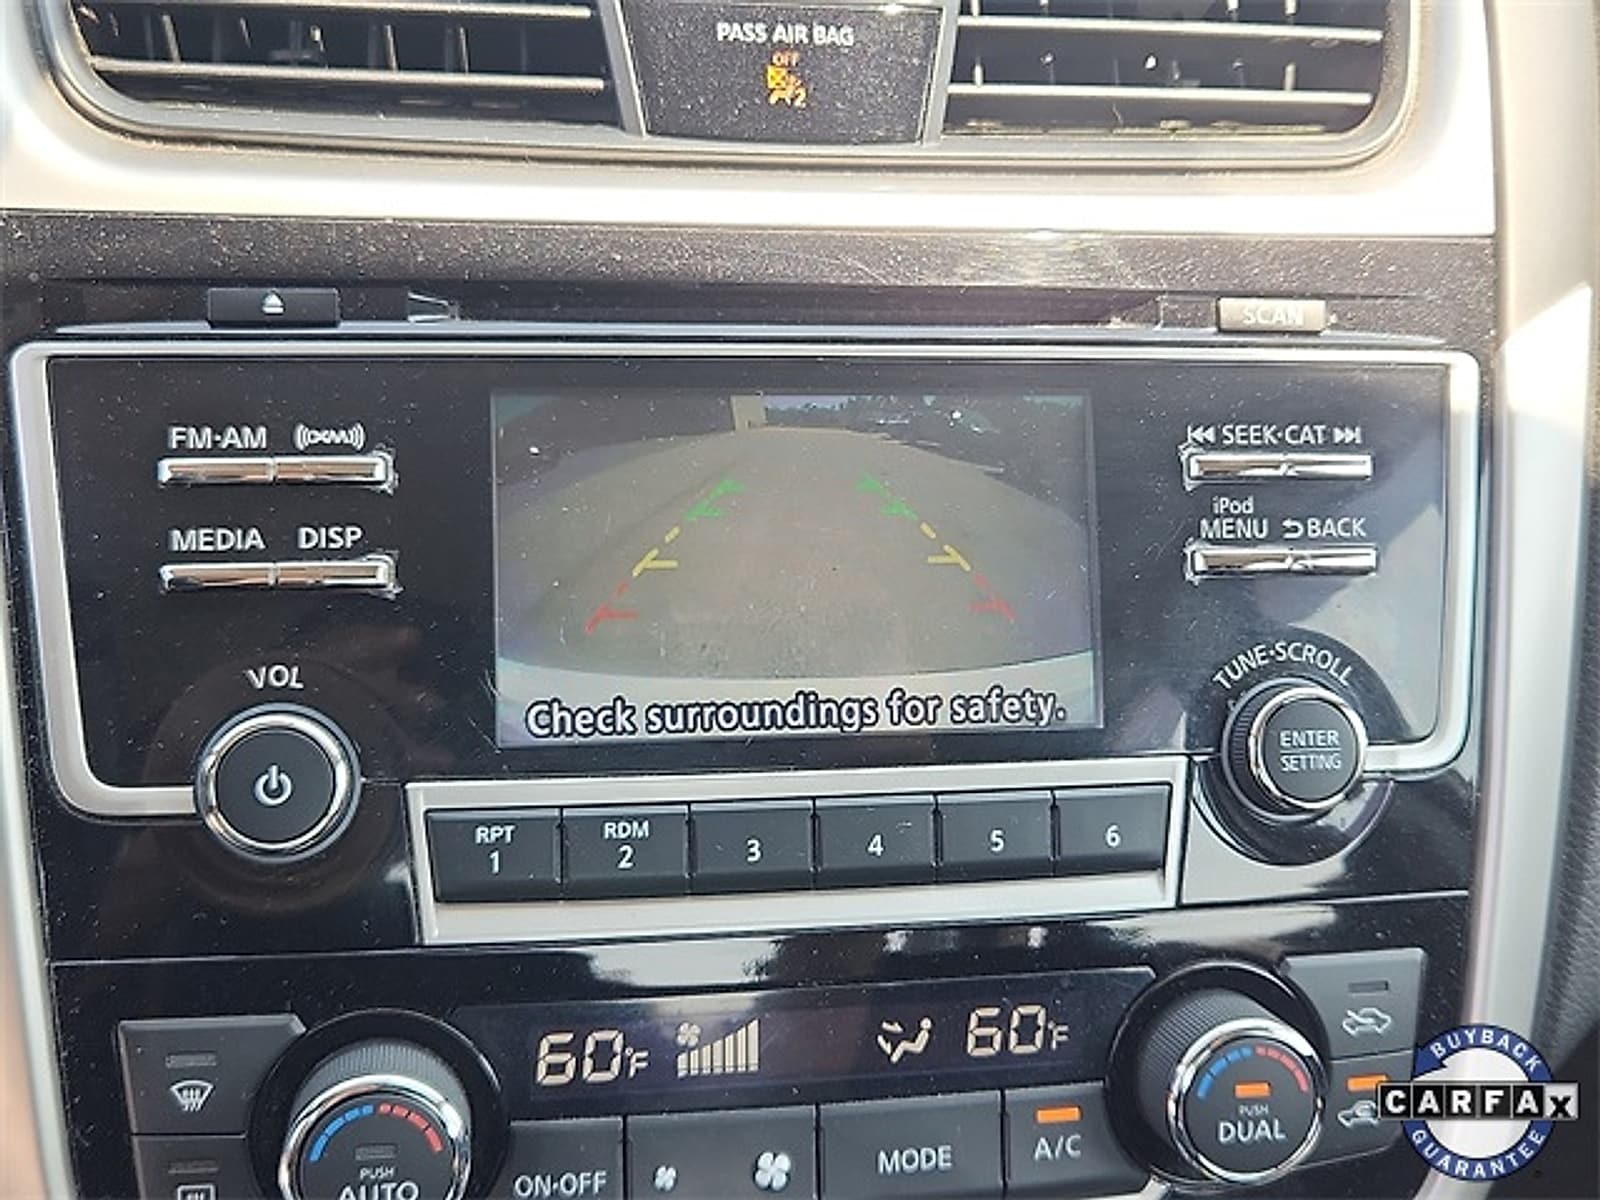 PASS AIR BAG
OFF
2
SCAN
FM·AM ((XM))
SEEK·CAT
MEDIA DISP
iPod
MENU BACK
VOL
TUNE·SCROLL
Check surroundings for safety.
ENTER
SETTING
RPT
1
RDM
2
3
4
5
6
60°F
60°F
PUSH
AUTO
ON·OFF
MODE
A/C
PUSH
DUAL
BUYBACK
CARFAX
GUARANTEE